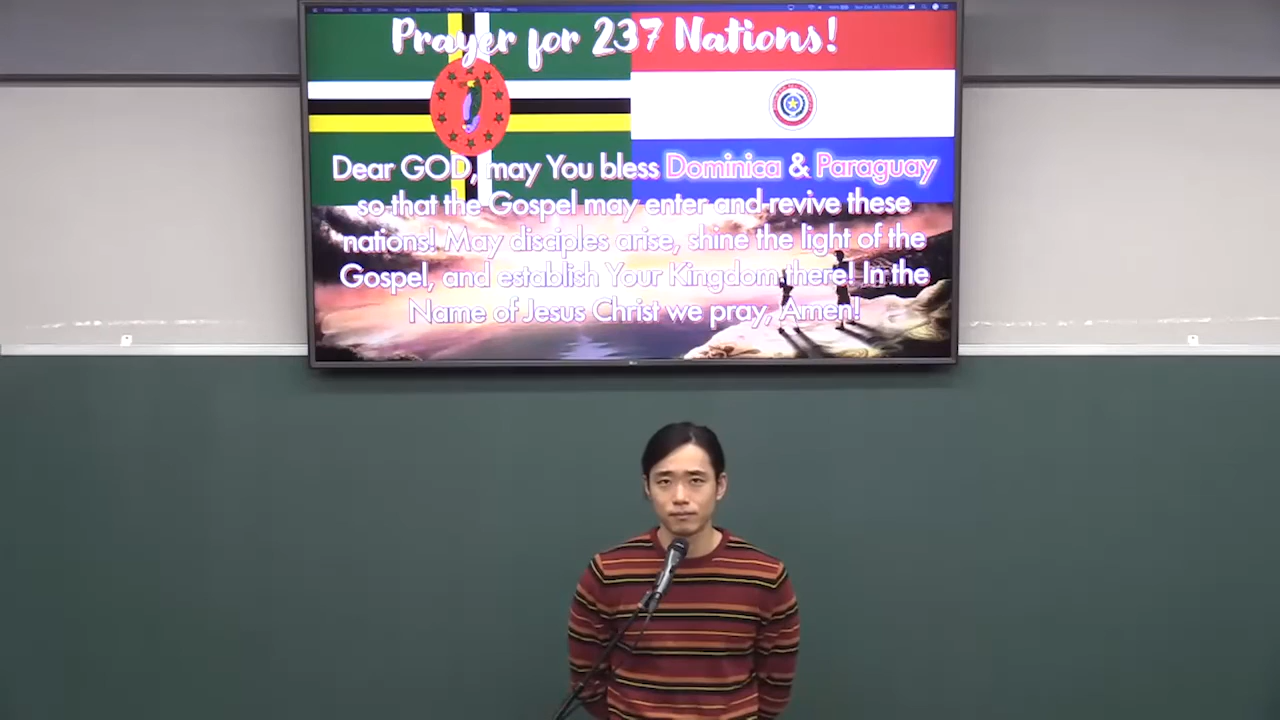 Prayer for 237 Nations!
Dear GOD, may You bless Dominica & Paraguay
so that the Gospel may enter and revive these
nations! May disciples arise, shine the light of the
Gospel, and establish Your Kingdom there! In the
Name of Jesus Christ we pray, Amen!